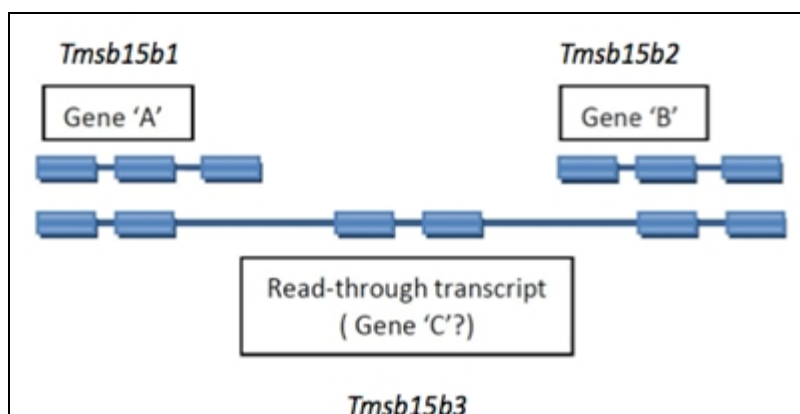 Tmsb15b1
Tmsb15b2
Gene ‘A’
Gene ‘B’
Read-through transcript
( Gene ‘C’?)
Tmsb15b3